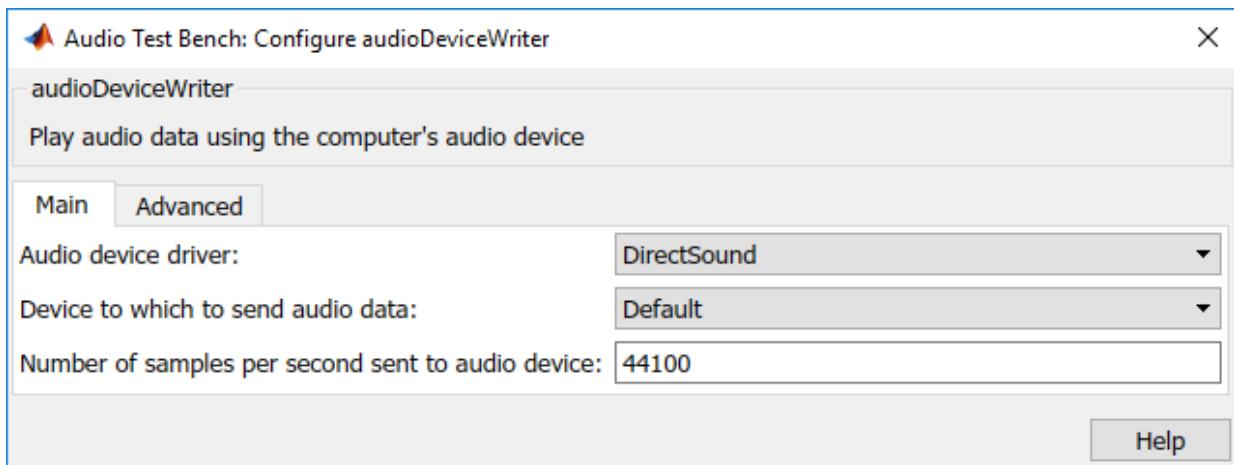 Audio Test Bench: Configure audioDeviceWriter
audioDeviceWriter
Play audio data using the computer's audio device
Main Advanced
Audio device driver: DirectSound
Device to which to send audio data: Default
Number of samples per second sent to audio device: 44100
Help